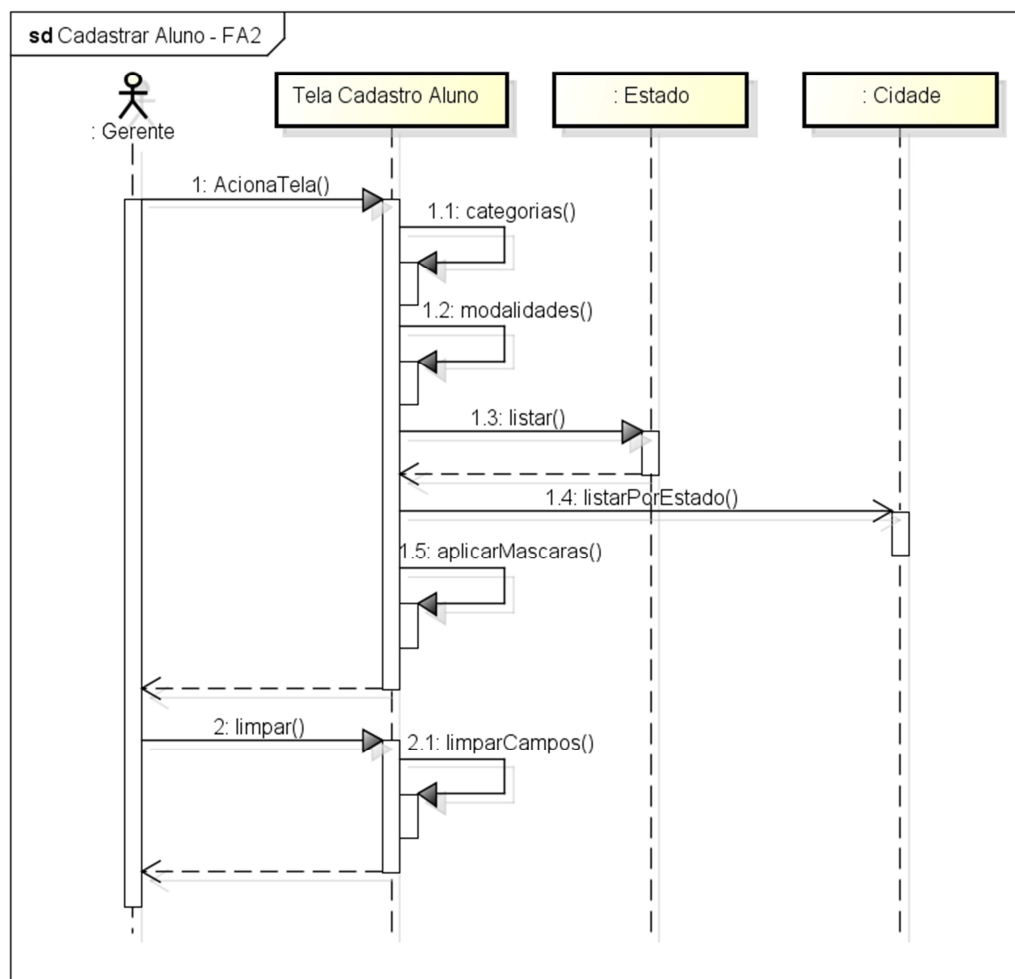 sd Cadastrar Aluno - FA2
: Gerente
Tela Cadastro Aluno
: Estado
: Cidade
1: AcionaTela()
1.1: categorias()
1.2: modalidades()
1.3: listar()
1.4: listarPorEstado()
1.5: aplicarMascaras()
2: limpar()
2.1: limparCampos()